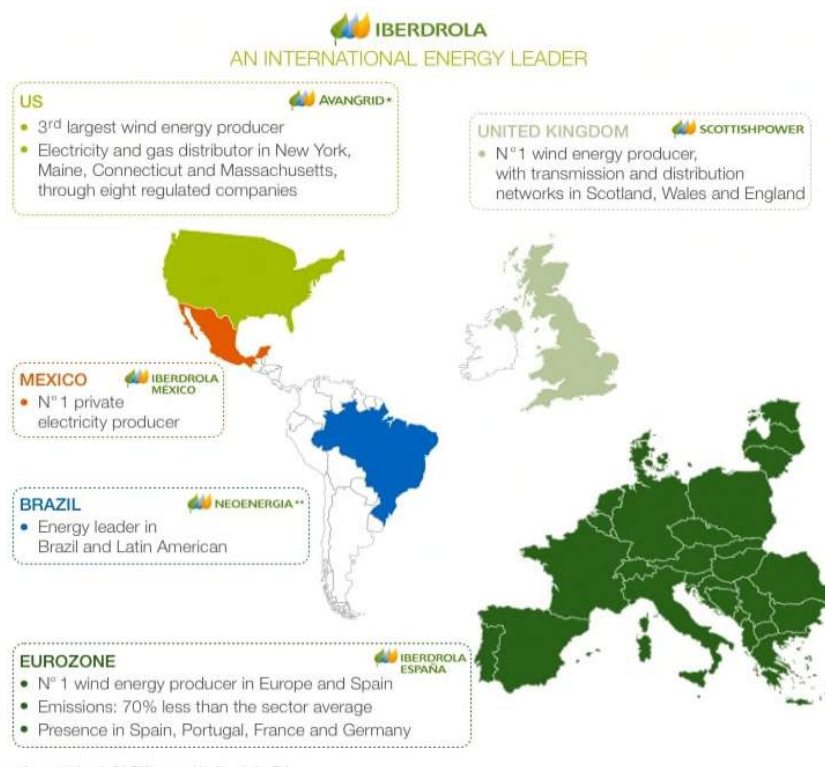 IBERDROLA
AN INTERNATIONAL ENERGY LEADER
US
AVANGRID*
• 3rd largest wind energy producer
• Electricity and gas distributor in New York,
Maine, Connecticut and Massachusetts,
through eight regulated companies
UNITED KINGDOM
SCOTTISHPOWER
• N°1 wind energy producer,
with transmission and distribution
networks in Scotland, Wales and England
MEXICO
IBERDROLA
MÉXICO
• N°1 private
electricity producer
BRAZIL
NEOENERGIA**
• Energy leader in
Brazil and Latin American
EUROZONE
IBERDROLA
ESPAÑA
• N° 1 wind energy producer in Europe and Spain
• Emissions: 70% less than the sector average
• Presence in Spain, Portugal, France and Germany